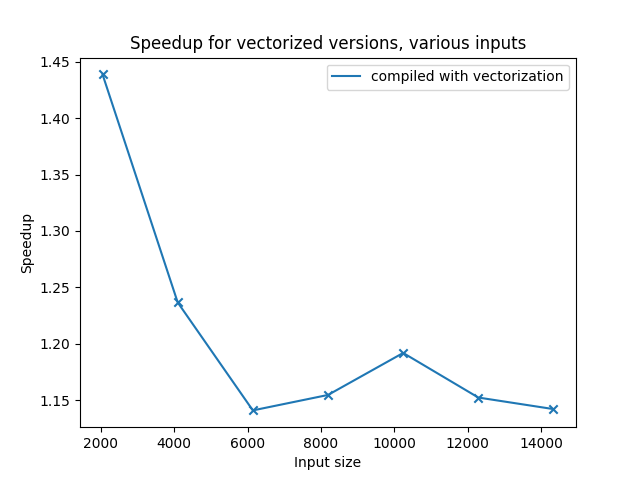 Speedup for vectorized versions, various inputs
compiled with vectorization
Speedup
1.45
1.40
1.35
1.30
1.25
1.20
1.15
2000 4000 6000 8000 10000 12000 14000
Input size